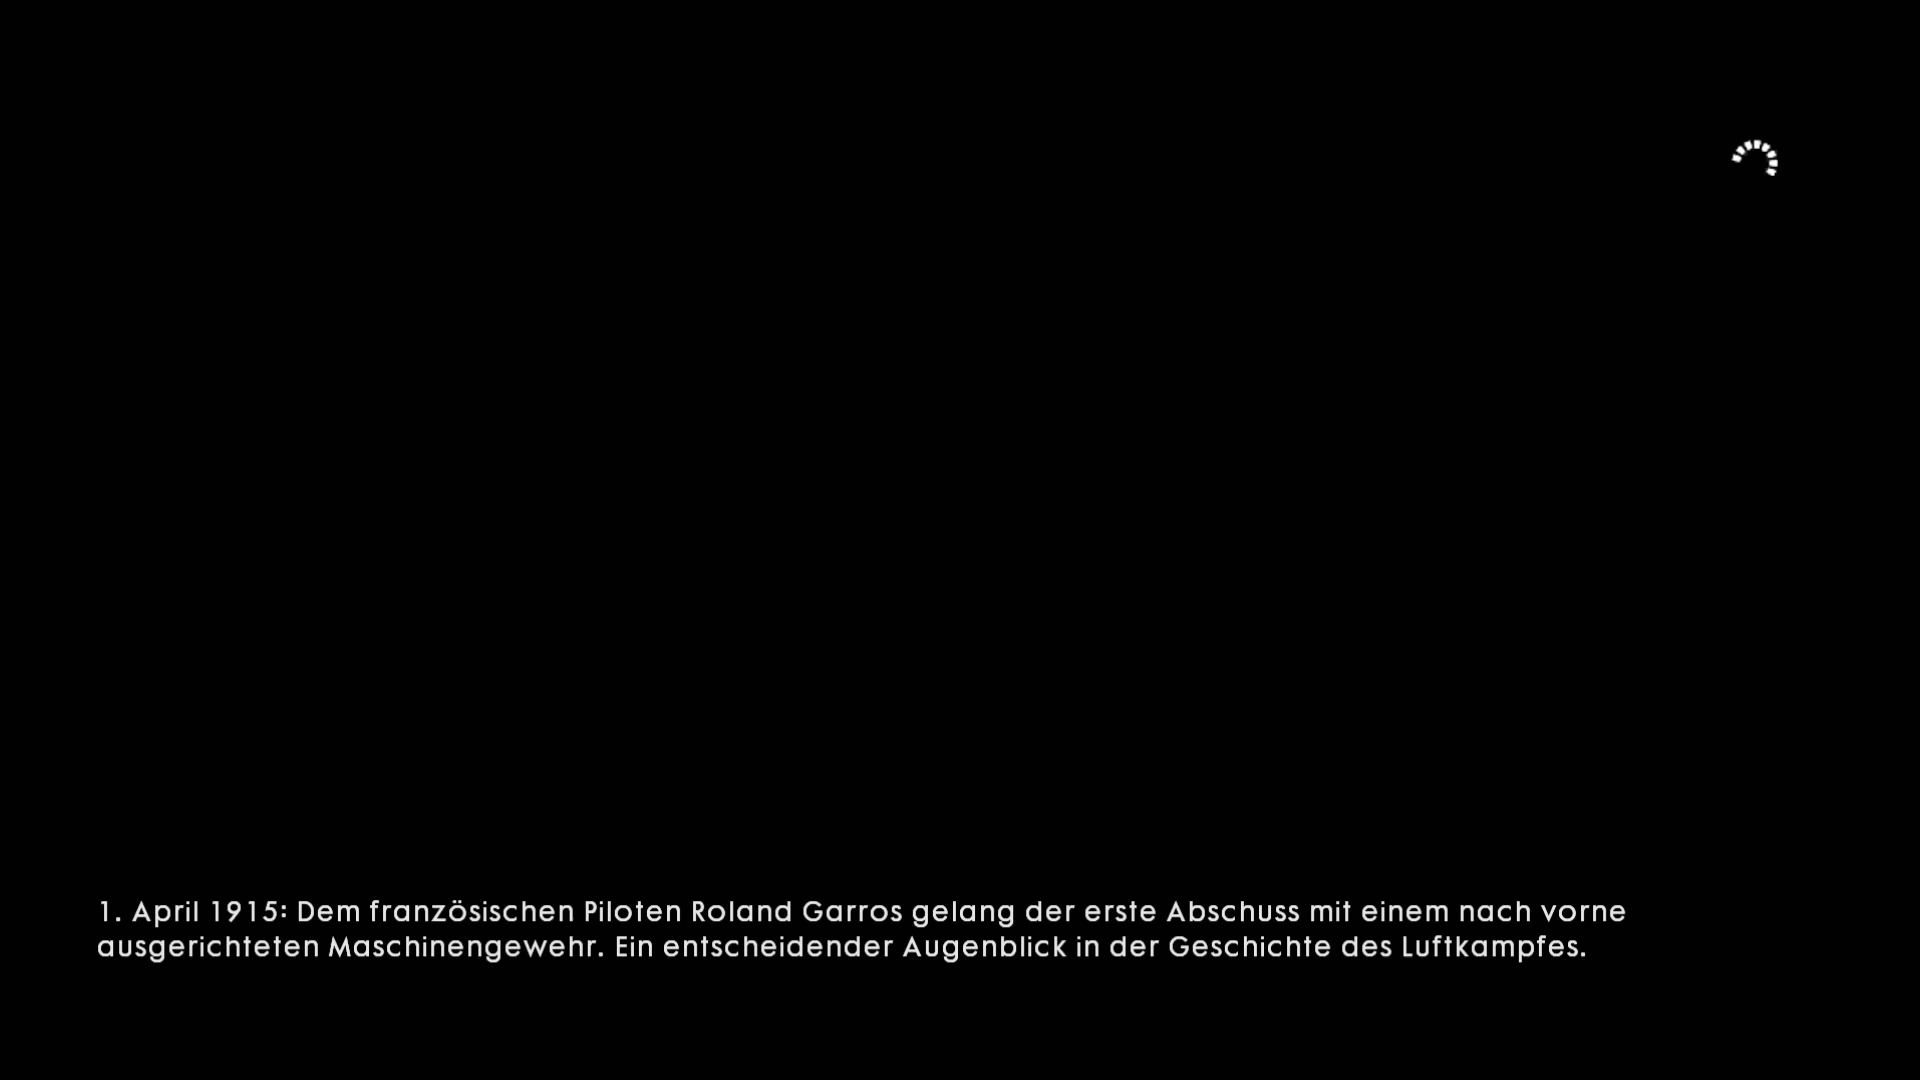 1. April 1915: Dem französischen Piloten Roland Garros gelang der erste Abschuss mit einem nach vorne
ausgerichteten Maschinengewehr. Ein entscheidender Augenblick in der Geschichte des Luftkampfes.